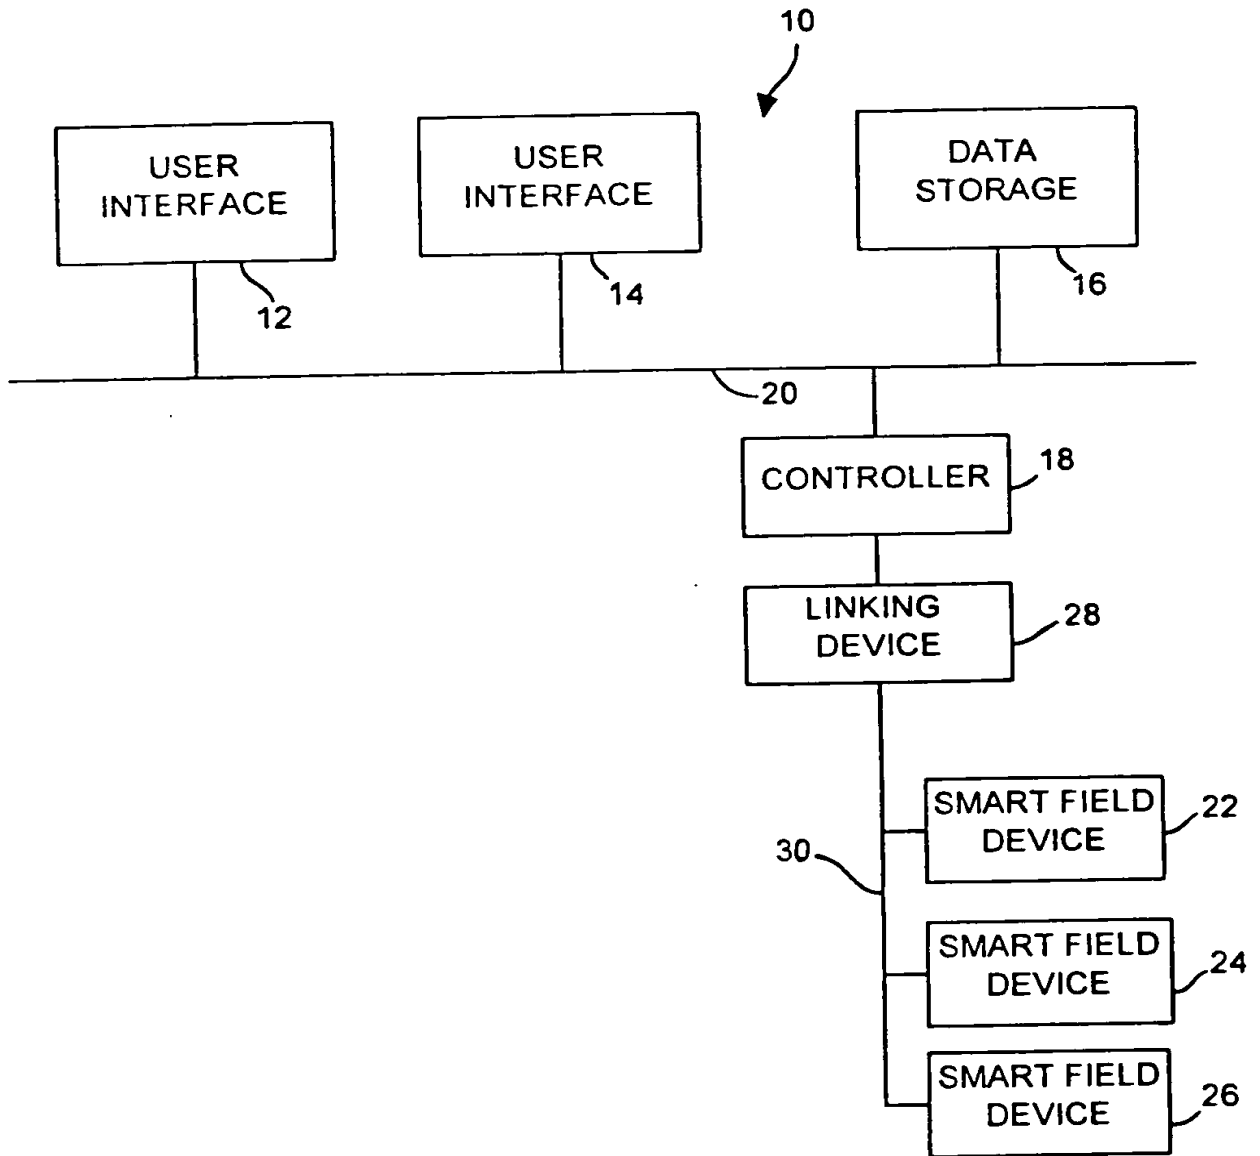 10
USER
INTERFACE
USER
INTERFACE
DATA
STORAGE
12
14
16
20
CONTROLLER
18
LINKING
DEVICE
28
SMART FIELD
DEVICE
22
30
SMART FIELD
DEVICE
24
SMART FIELD
DEVICE
26